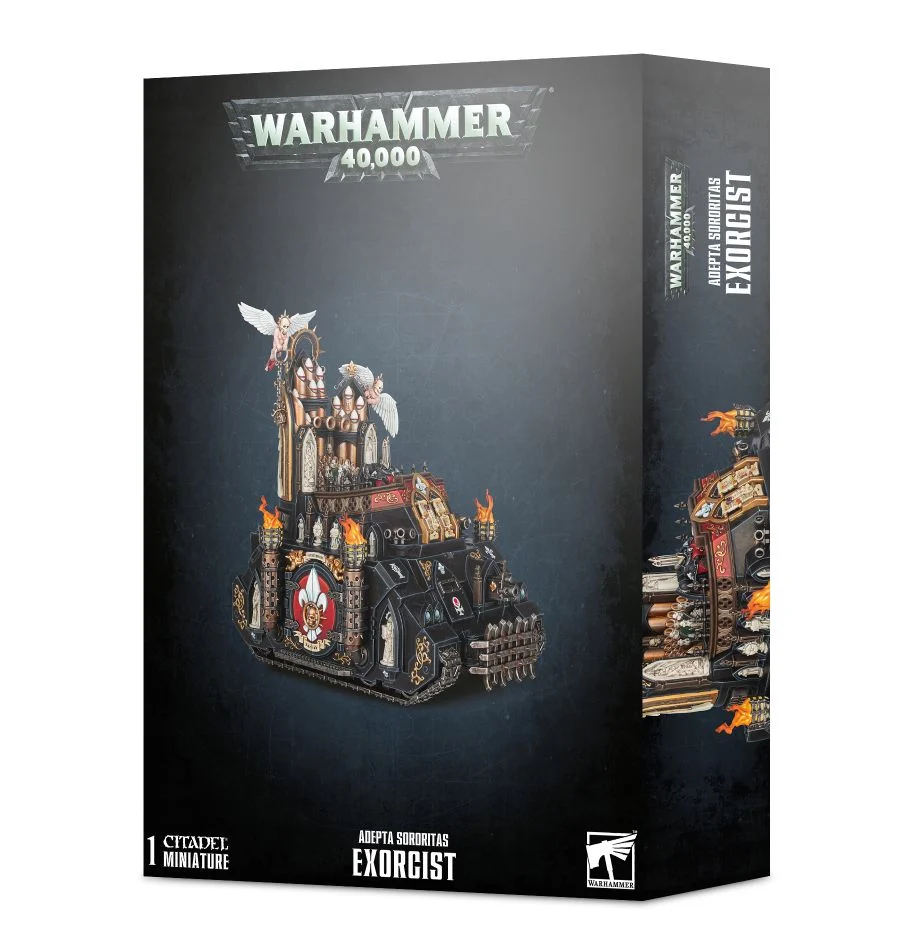 WARHAMMER
40,000
1 CITADEL
MINIATURE
ADEPTA SORORITAS
EXORCIST
WARHAMMER
WARHAMMER
40,000
ADEPTA SORORITAS
EXORCIST